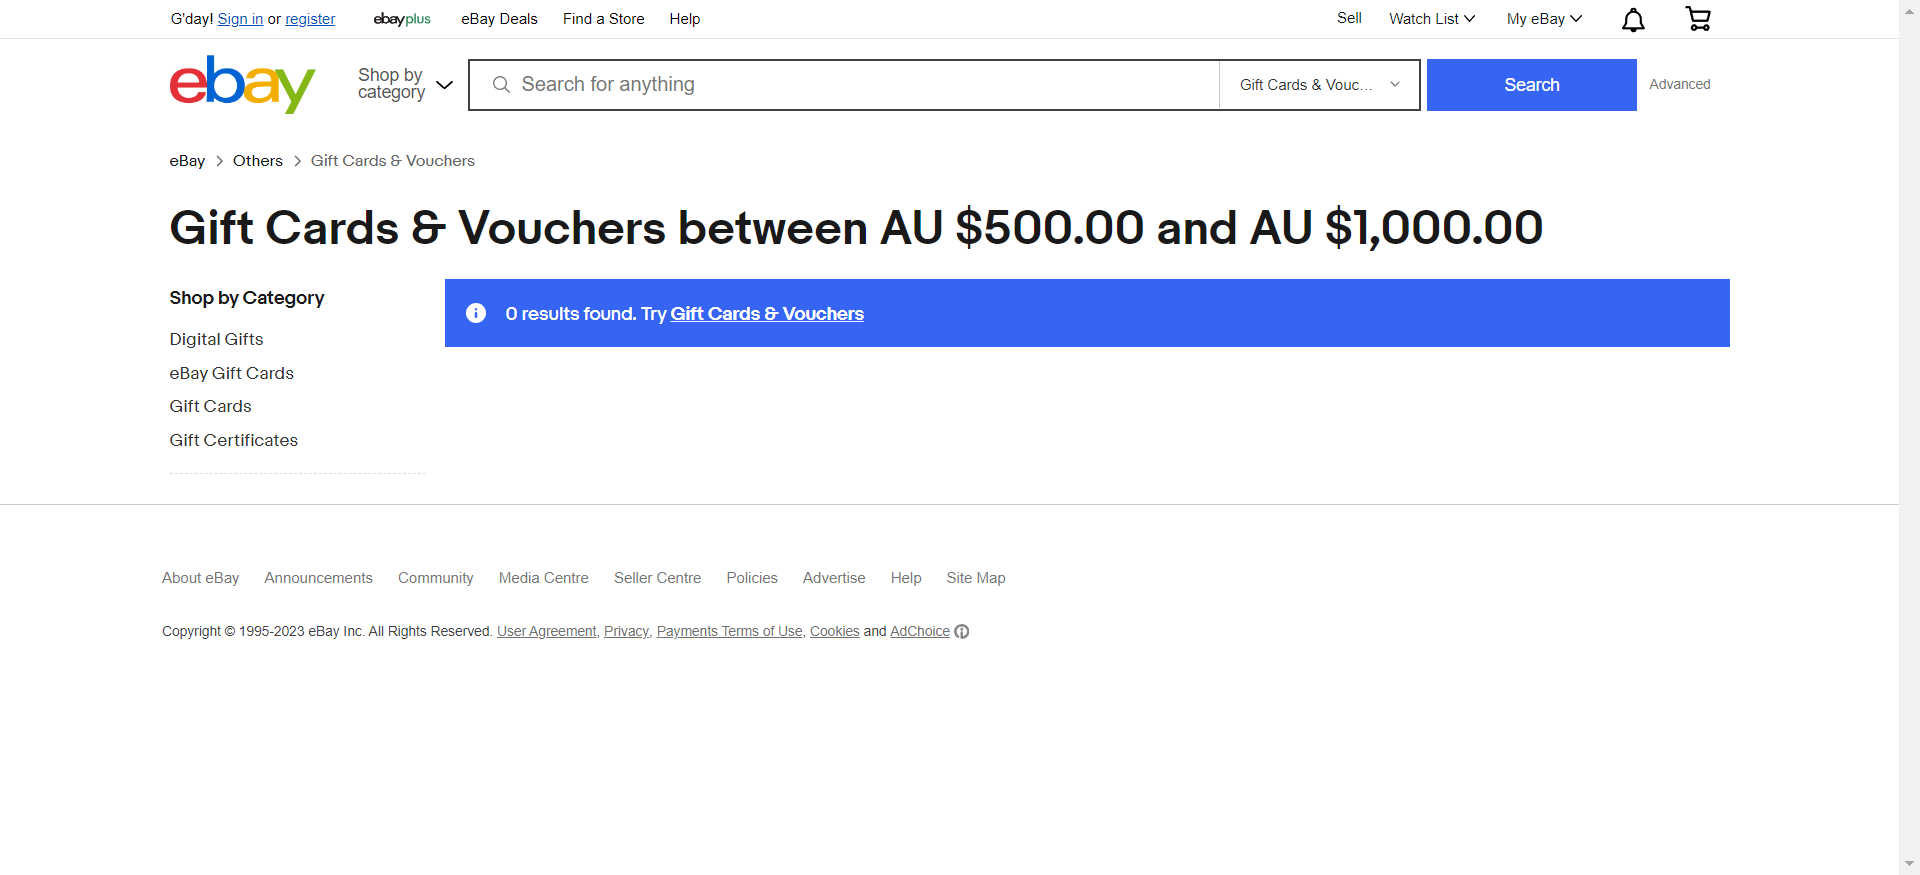 G'day! Sign in or register ebayplus eBay Deals Find a Store Help Sell Watch List My eBay
ebay
Shop by
category
Search for anything
Gift Cards & Vouc...
Search
Advanced
eBay Others Gift Cards & Vouchers
Gift Cards & Vouchers between AU $500.00 and AU $1,000.00
Shop by Category
Digital Gifts
eBay Gift Cards
Gift Cards
Gift Certificates
0 results found. Try Gift Cards & Vouchers
About eBay Announcements Community Media Centre Seller Centre Policies Advertise Help Site Map
Copyright © 1995-2023 eBay Inc. All Rights Reserved. User Agreement, Privacy, Payments Terms of Use, Cookies and AdChoice